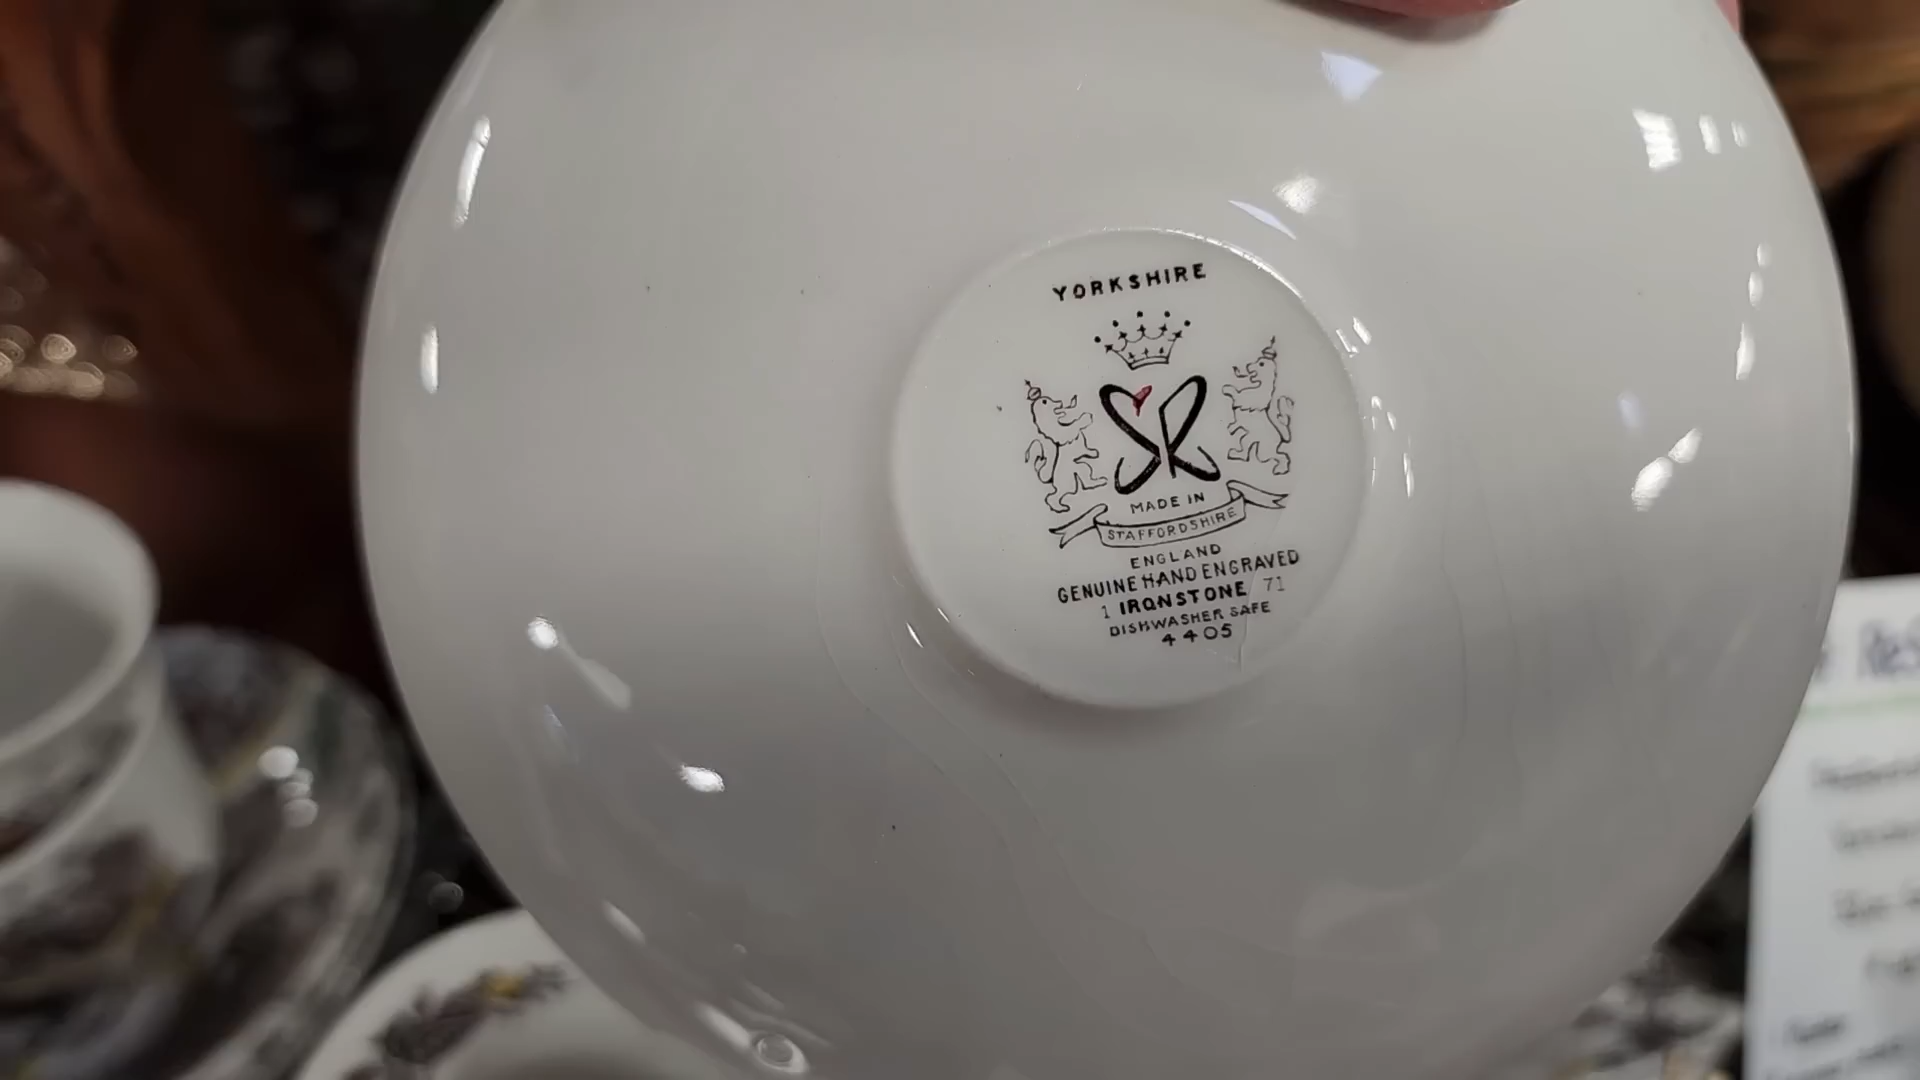 YORKSHIRE
SR
MADE IN
STAFFORDSHIRE
ENGLAND
GENUINE HAND ENGRAVED
1 IRONSTONE 71
DISHWASHER SAFE
4405